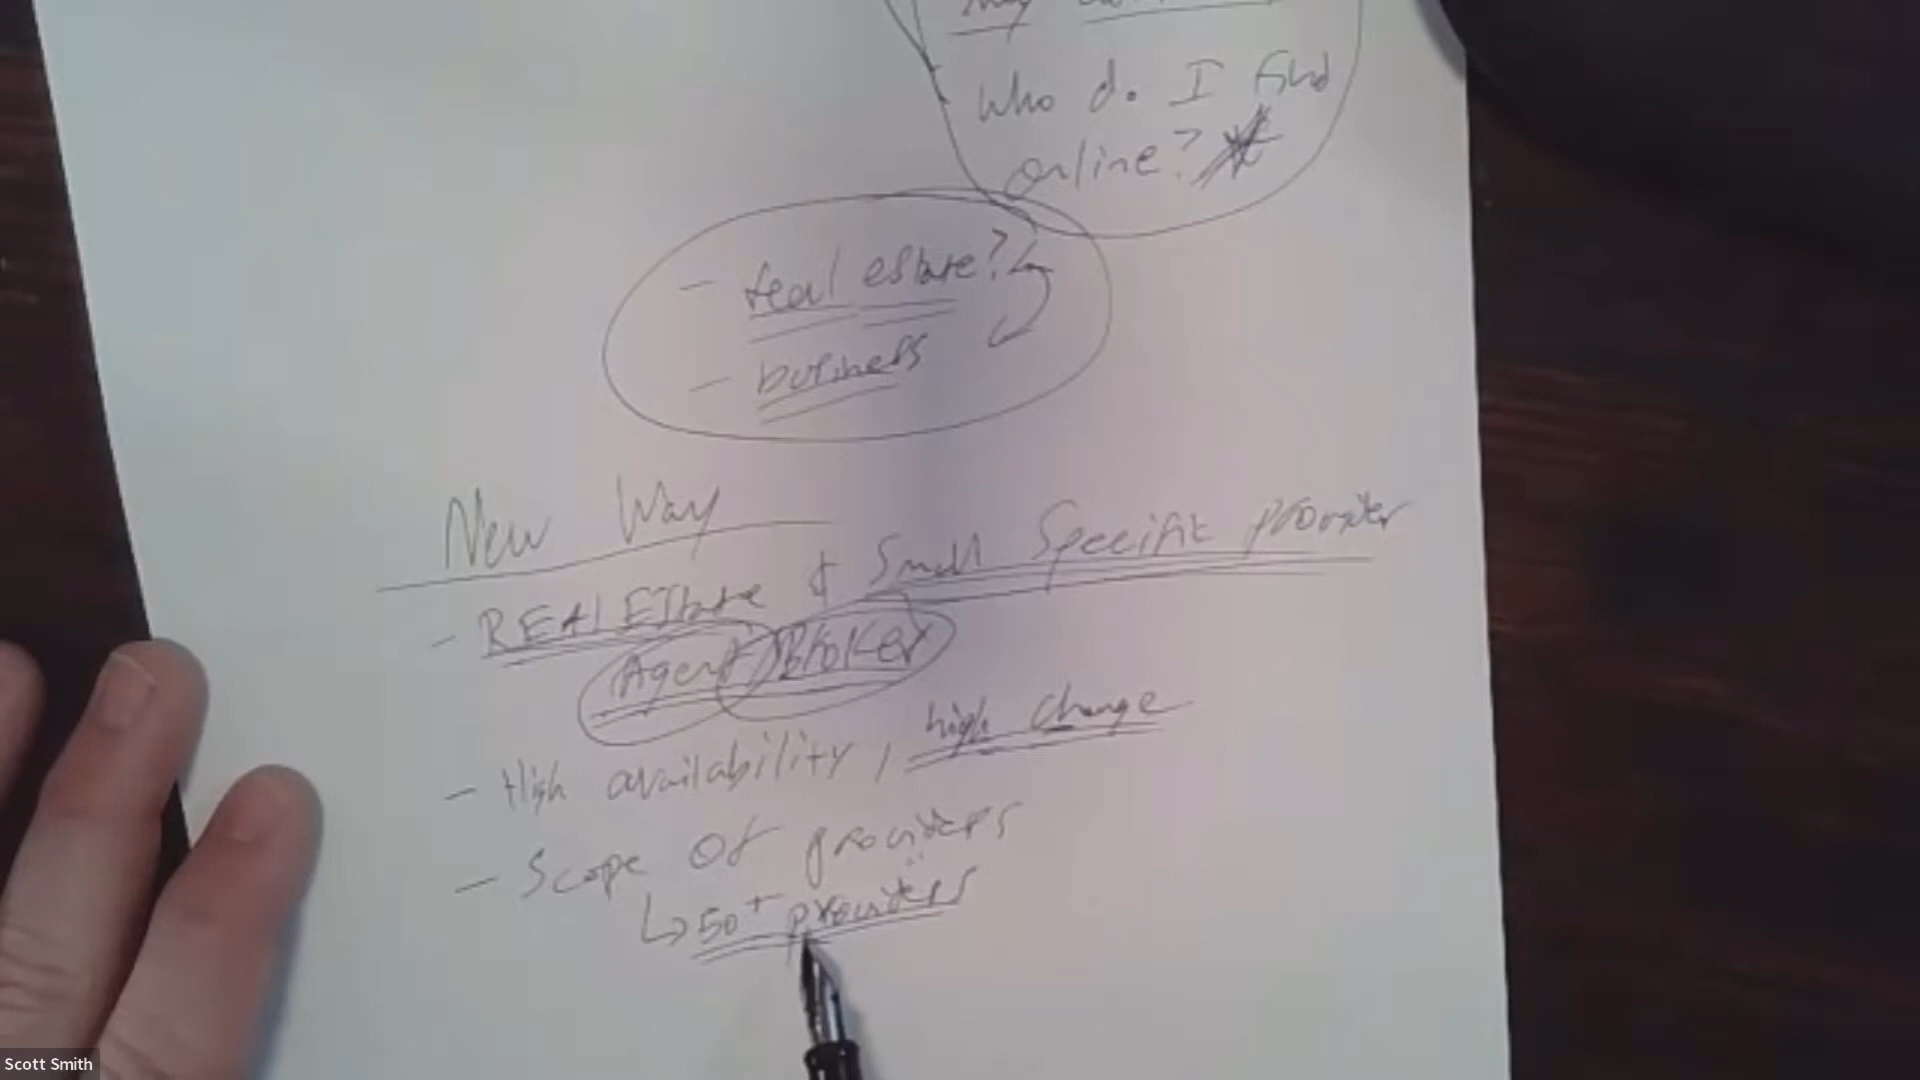 Who do I find
online?
- real estate?
- business
New Way
- REAL EState & Small Specific provider
Agent Broker
- High availability, high change
- Scope Of providers
↳ 50+ providers
Scott Smith